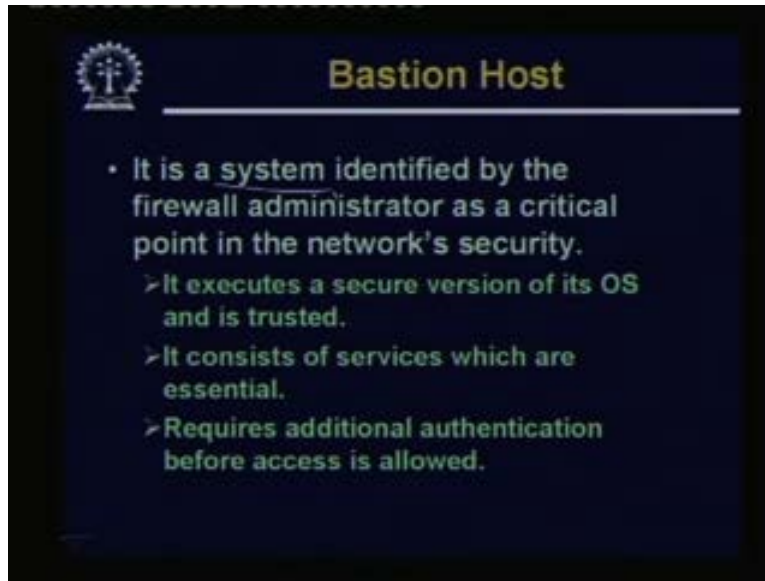 Bastion Host
• It is a system identified by the
firewall administrator as a critical
point in the network's security.
➢It executes a secure version of its OS
and is trusted.
➢It consists of services which are
essential.
➢Requires additional authentication
before access is allowed.